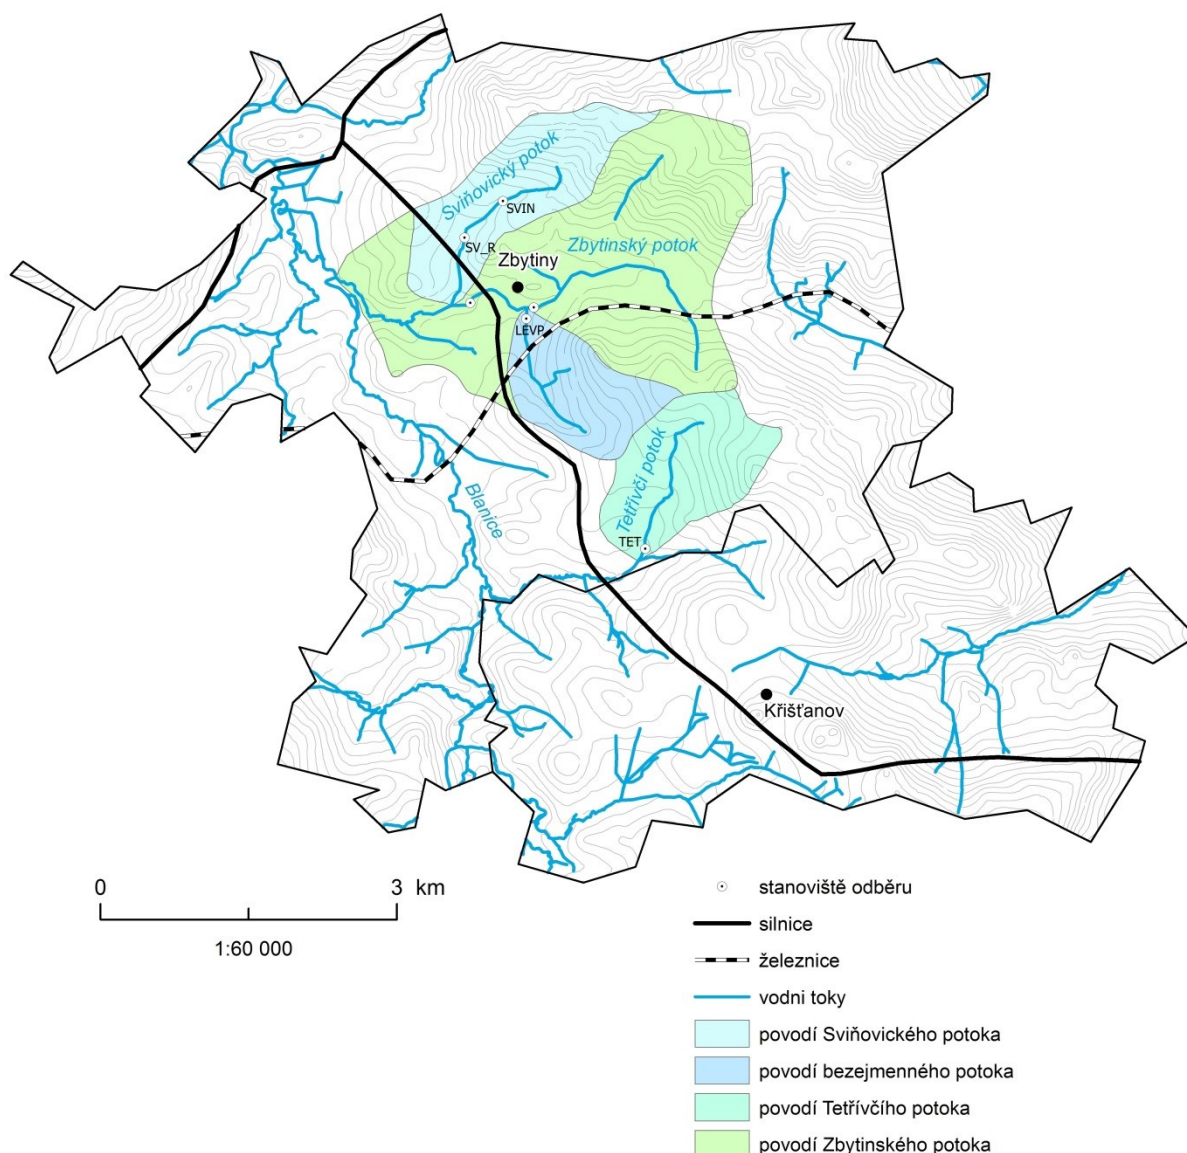 Sviňovický potok
SVIN
SV_R
Zbytiny
Zbytinský potok
LEVP
Blanice
Tetřívčí potok
TET
Křišťanov
0 3 km
1:60 000
stanoviště odběru
silnice
železnice
vodni toky
povodí Sviňovického potoka
povodí bezejmenného potoka
povodí Tetřívčího potoka
povodí Zbytinského potoka